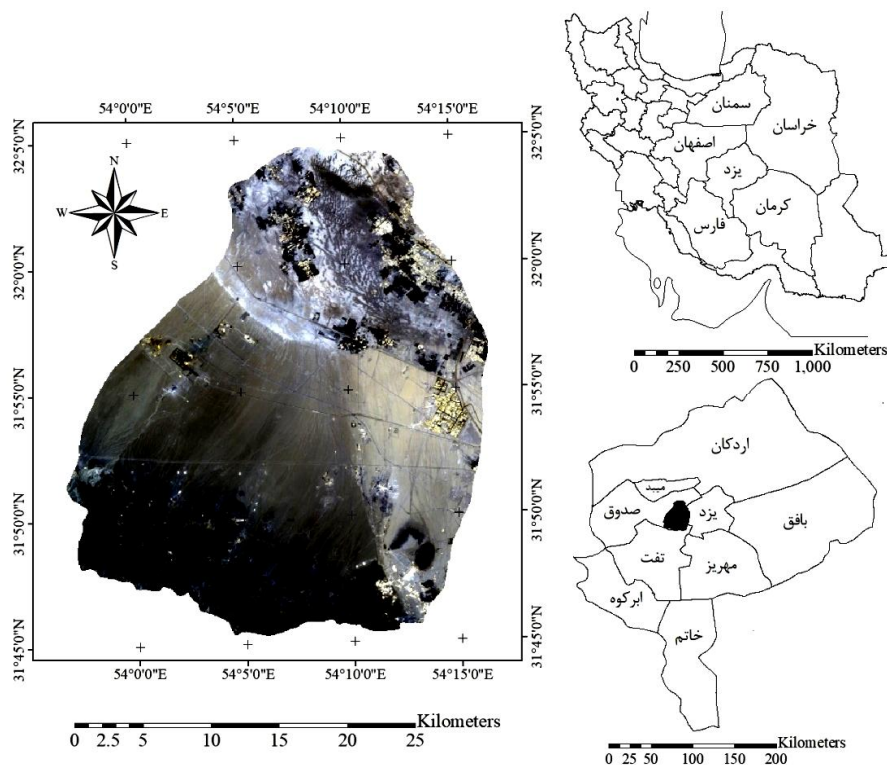 54°0'0"E 54°5'0"E 54°10'0"E 54°15'0"E
32°5'0"N
32°0'0"N
31°55'0"N
31°50'0"N
31°45'0"N
N
W E
S
32°5'0"N
32°0'0"N
31°55'0"N
31°50'0"N
31°45'0"N
54°0'0"E 54°5'0"E 54°10'0"E 54°15'0"E
Kilometers
0 2.5 5 10 15 20 25
سمنان
خراسان
اصفهان
یزد
کرمان
فارس
Kilometers
0 250 500 750 1,000
اردکان
میبد
صدوق
یزد
بافق
تفت
مهریز
ابرکوه
خاتم
Kilometers
0 25 50 100 150 200